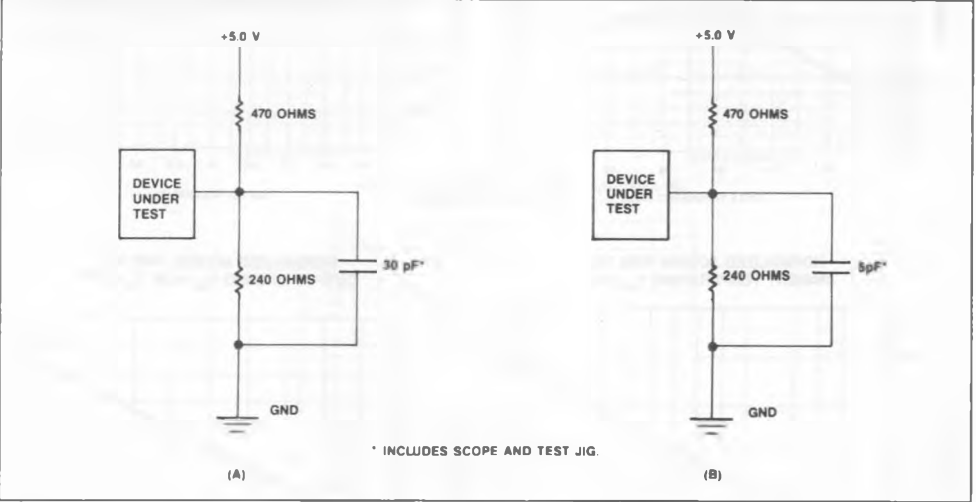 +5.0 V
470 OHMS
DEVICE
UNDER
TEST
240 OHMS
30 pF*
GND
(A)
+5.0 V
470 OHMS
DEVICE
UNDER
TEST
240 OHMS
5pF*
GND
(B)
* INCLUDES SCOPE AND TEST JIG.